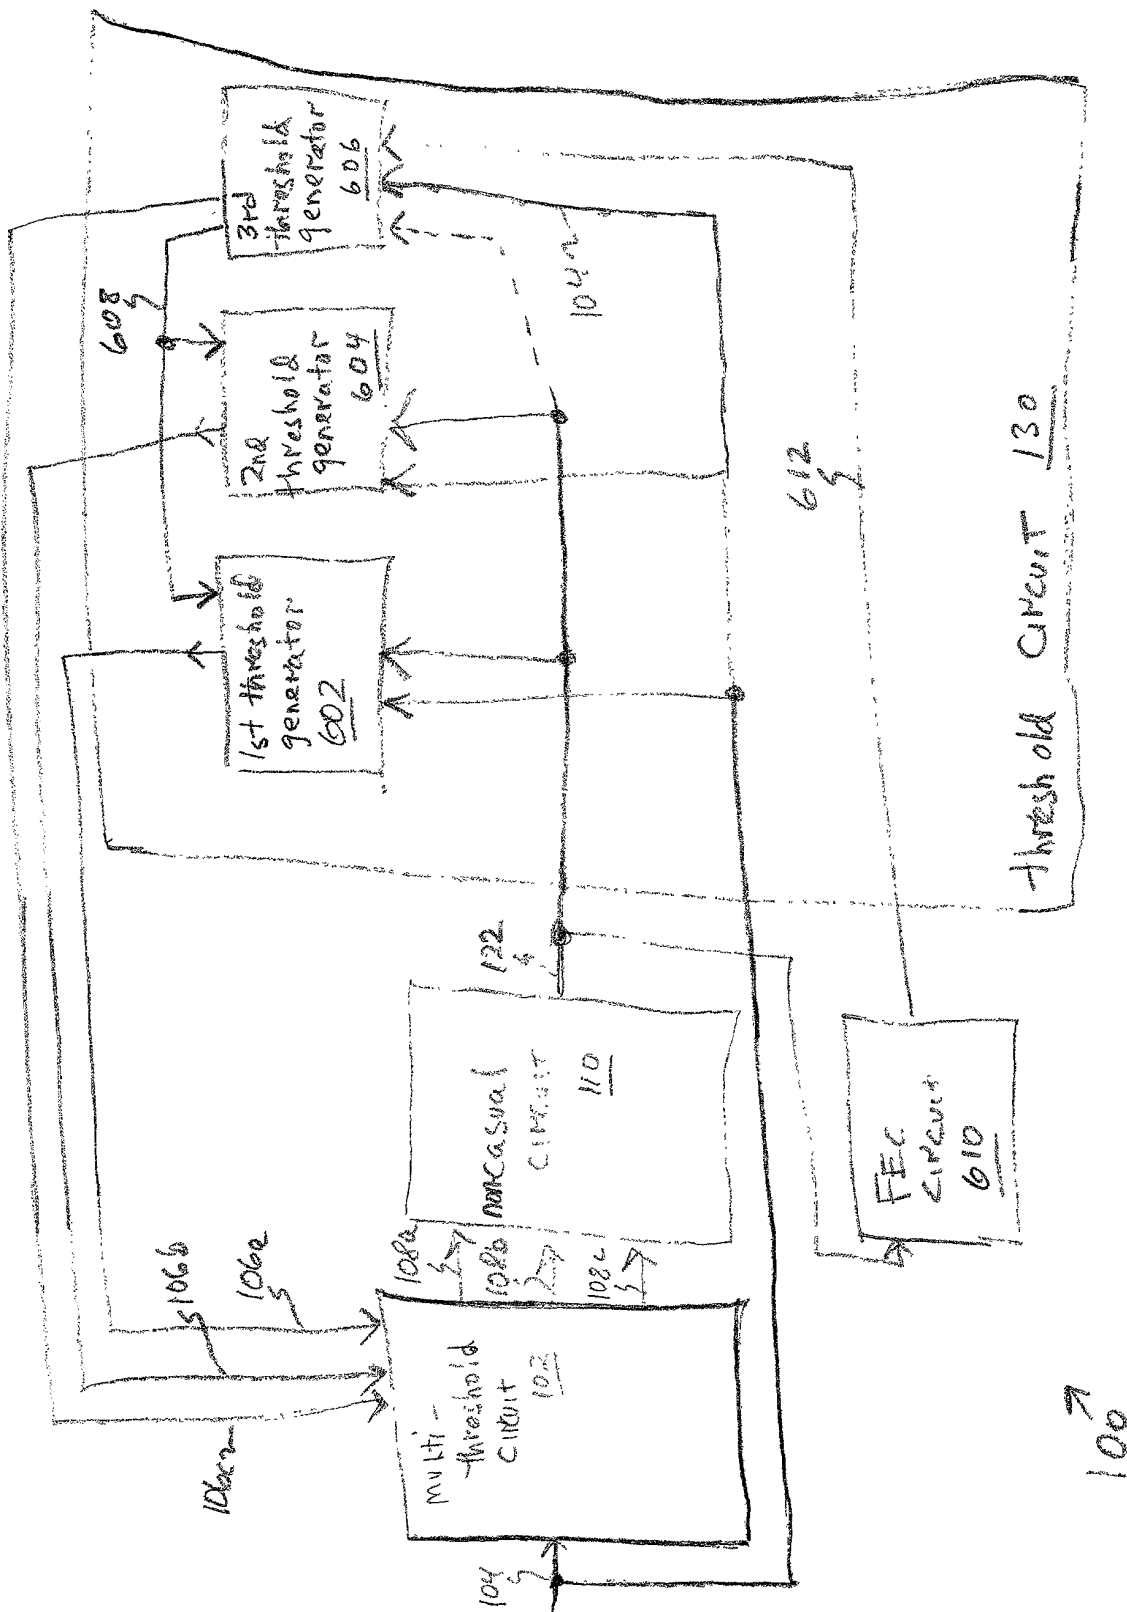 104
multi-
threshold
circuit
102
106c
106b
106a
108a
108b
108c
noncasual
circuit
110
122
1st threshold
generator
602
2nd
threshold
generator
604
3rd
threshold
generator
606
608
104
612
FEC
circuit
610
threshold circuit 130
100